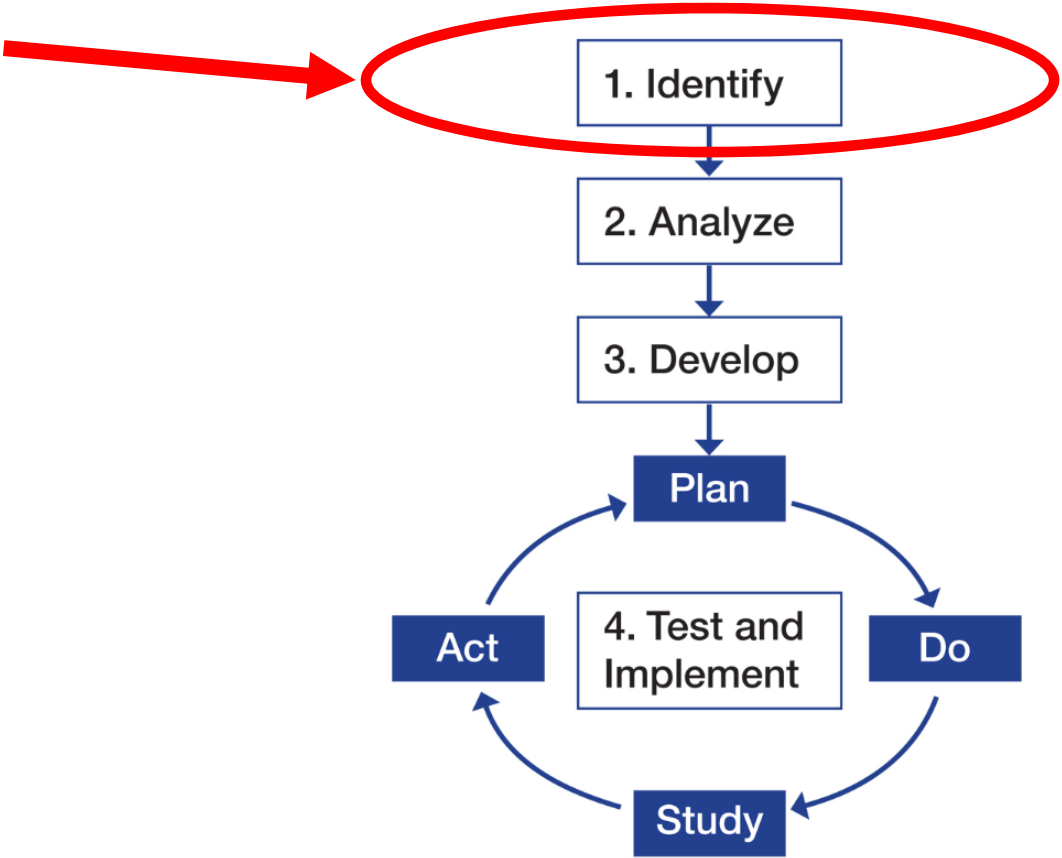 1. Identify
2. Analyze
3. Develop
Plan
Act
4. Test and
Implement
Do
Study